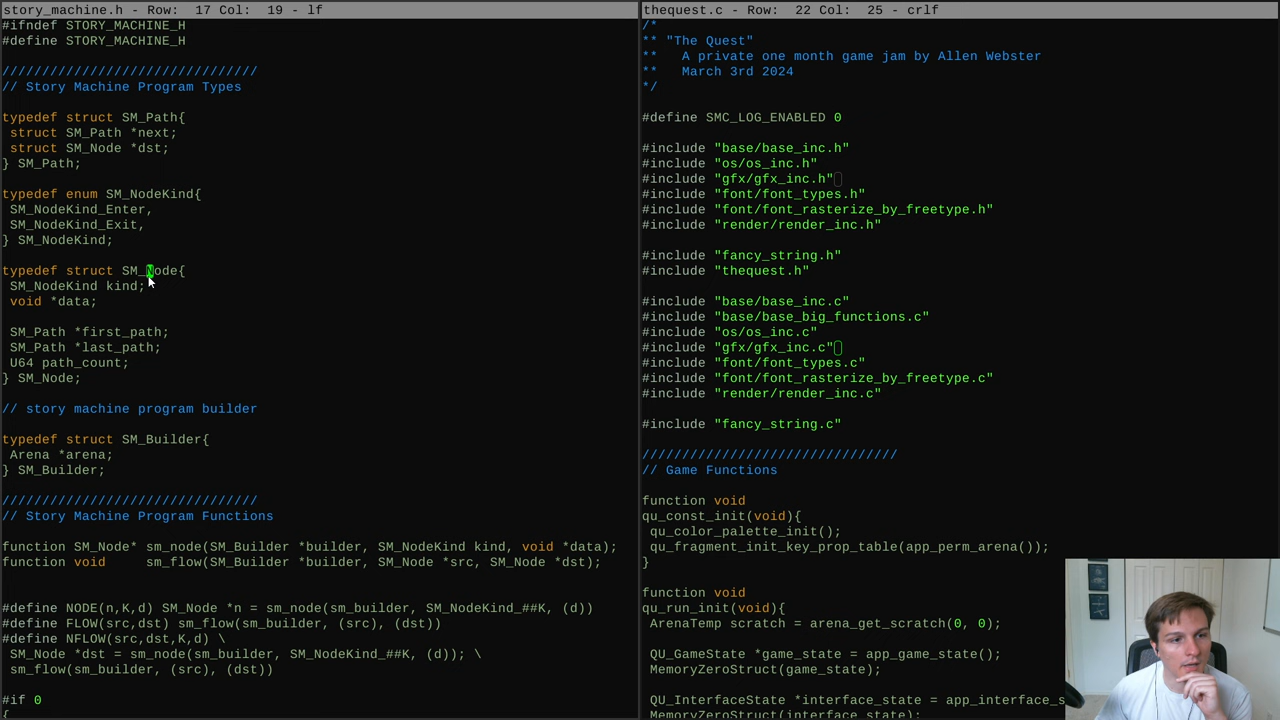 story_machine.h - Row:  17 Col:  19 - lf
#ifndef STORY_MACHINE_H
#define STORY_MACHINE_H
////////////////////////////////
// Story Machine Program Types
typedef struct SM_Path{
 struct SM_Path *next;
 struct SM_Node *dst;
} SM_Path;
typedef enum SM_NodeKind{
 SM_NodeKind_Enter,
 SM_NodeKind_Exit,
} SM_NodeKind;
typedef struct SM_Node{
 SM_NodeKind kind;
 void *data;
 SM_Path *first_path;
 SM_Path *last_path;
 U64 path_count;
} SM_Node;
// story machine program builder
typedef struct SM_Builder{
 Arena *arena;
} SM_Builder;
////////////////////////////////
// Story Machine Program Functions
function SM_Node* sm_node(SM_Builder *builder, SM_NodeKind kind, void *data);
function void     sm_flow(SM_Builder *builder, SM_Node *src, SM_Node *dst);
#define NODE(n,K,d) SM_Node *n = sm_node(sm_builder, SM_NodeKind_##K, (d))
#define FLOW(src,dst) sm_flow(sm_builder, (src), (dst))
#define NFLOW(src,dst,K,d) \
 SM_Node *dst = sm_node(sm_builder, SM_NodeKind_##K, (d)); \
 sm_flow(sm_builder, (src), (dst))
#if 0
{
thequest.c - Row:  22 Col:  25 - crlf
/*
** "The Quest"
**   A private one month game jam by Allen Webster
**   March 3rd 2024
*/
#define SMC_LOG_ENABLED 0
#include "base/base_inc.h"
#include "os/os_inc.h"
#include "gfx/gfx_inc.h"
#include "font/font_types.h"
#include "font/font_rasterize_by_freetype.h"
#include "render/render_inc.h"
#include "fancy_string.h"
#include "thequest.h"
#include "base/base_inc.c"
#include "base/base_big_functions.c"
#include "os/os_inc.c"
#include "gfx/gfx_inc.c"
#include "font/font_types.c"
#include "font/font_rasterize_by_freetype.c"
#include "render/render_inc.c"
#include "fancy_string.c"
////////////////////////////////
// Game Functions
function void
qu_const_init(void){
 qu_color_palette_init();
 qu_fragment_init_key_prop_table(app_perm_arena());
}
function void
qu_run_init(void){
 ArenaTemp scratch = arena_get_scratch(0, 0);
 QU_GameState *game_state = app_game_state();
 MemoryZeroStruct(game_state);
 QU_InterfaceState *interface_state = app_interface_s
 MemoryZeroStruct(interface_state);